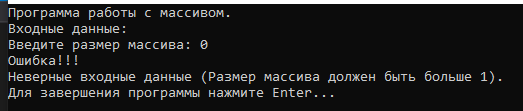 Программа работы с массивом.
Входные данные:
Введите размер массива: 0
Ошибка!!!
Неверные входные данные (Размер массива должен быть больше 1).
Для завершения программы нажмите Enter...